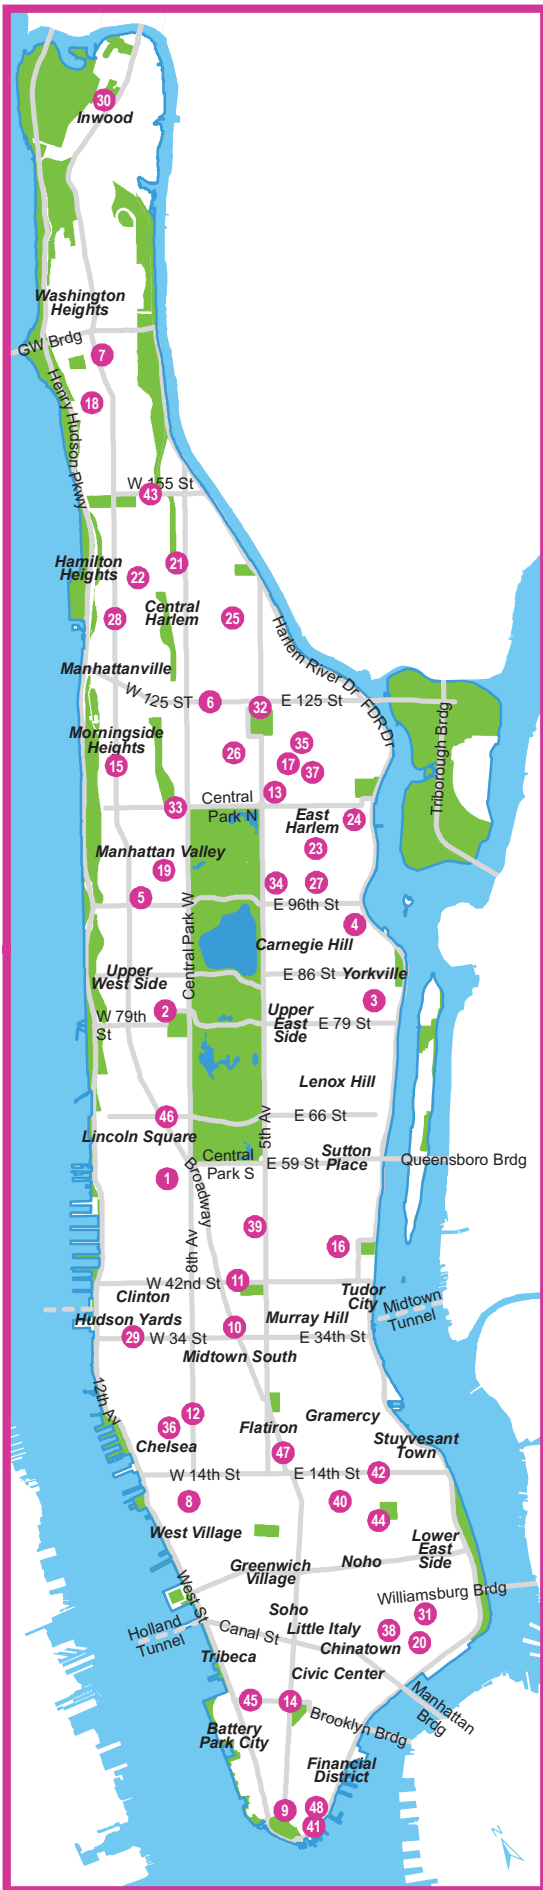 30
Inwood
Washington
Heights
GW Brdg
7
Henry Hudson Pkwy
18
W 155 St
43
Hamilton
Heights
21
22
Central
Harlem
28
25
Harlem River Dr
Manhattanville
W 125 ST
6
32
E 125 St
FDR Dr
Triborough Brdg
Morningside
Heights
15
26
35
17
37
13
33
Central
Park N
East
Harlem
24
23
Manhattan Valley
19
34
27
5
E 96th St
Central Park W
4
Carnegie Hill
Upper
West Side
E 86 St
Yorkville
3
2
W 79th
St
Upper
East
Side
E 79 St
Lenox Hill
46
5th Av
E 66 St
Lincoln Square
Central
Park S
E 59 St
Sutton
Place
Queensboro Brdg
1
Broadway
39
8th Av
16
W 42nd St
11
Clinton
Tudor
City
Midtown
Tunnel
Hudson Yards
29
W 34 St
10
Murray Hill
E 34th St
Midtown South
12th Av
12
36
Chelsea
Flatiron
Gramercy
Stuyvesant
Town
47
W 14th St
E 14th St
42
8
40
44
West Village
Lower
East
Side
Greenwich
Village
Noho
West St
Williamsburg Brdg
Soho
31
Holland
Tunnel
Canal St
Little Italy
38
20
Chinatown
Tribeca
Civic Center
Manhattan
Brdg
45
14
Brooklyn Brdg
Battery
Park City
Financial
District
9
48
41
N